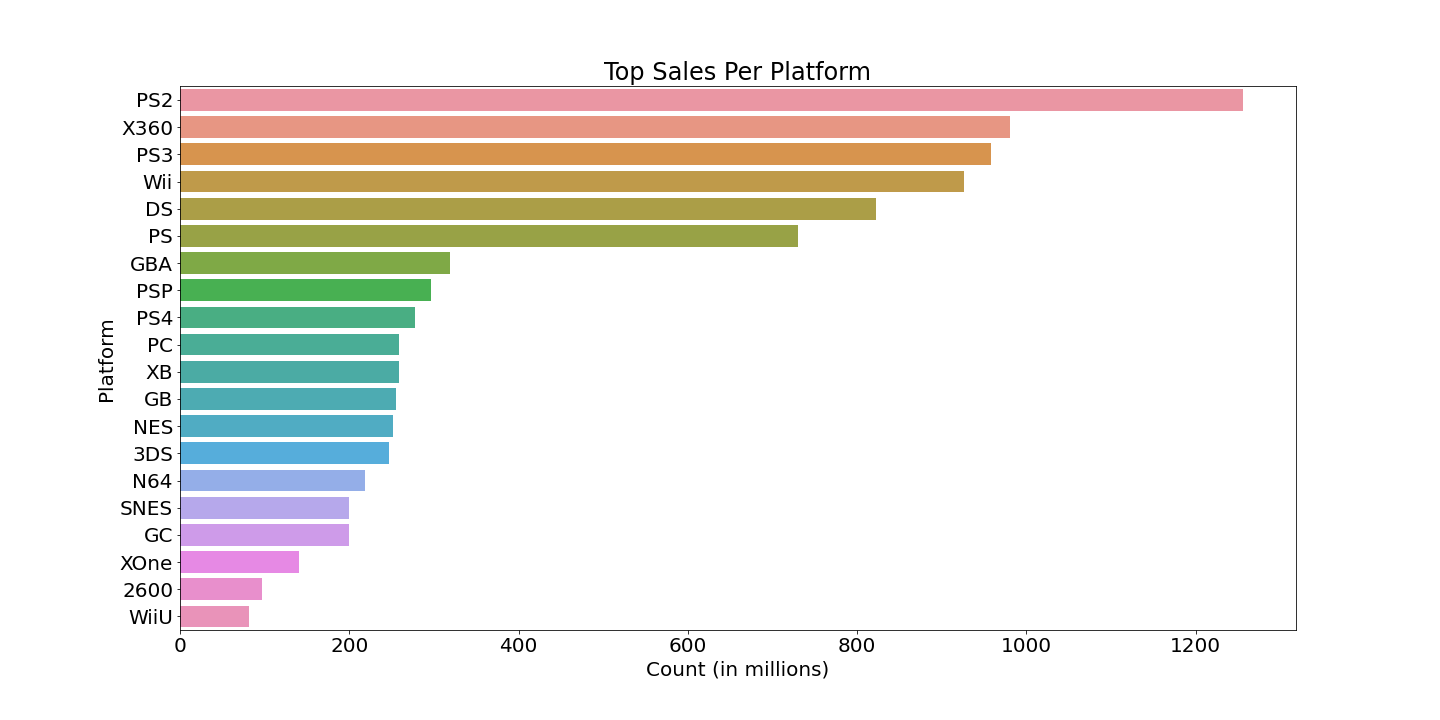 Top Sales Per Platform
PS2
X360
PS3
Wii
DS
PS
GBA
PSP
PS4
PC
XB
GB
NES
3DS
N64
SNES
GC
XOne
2600
WiiU
Platform
0 200 400 600 800 1000 1200
Count (in millions)